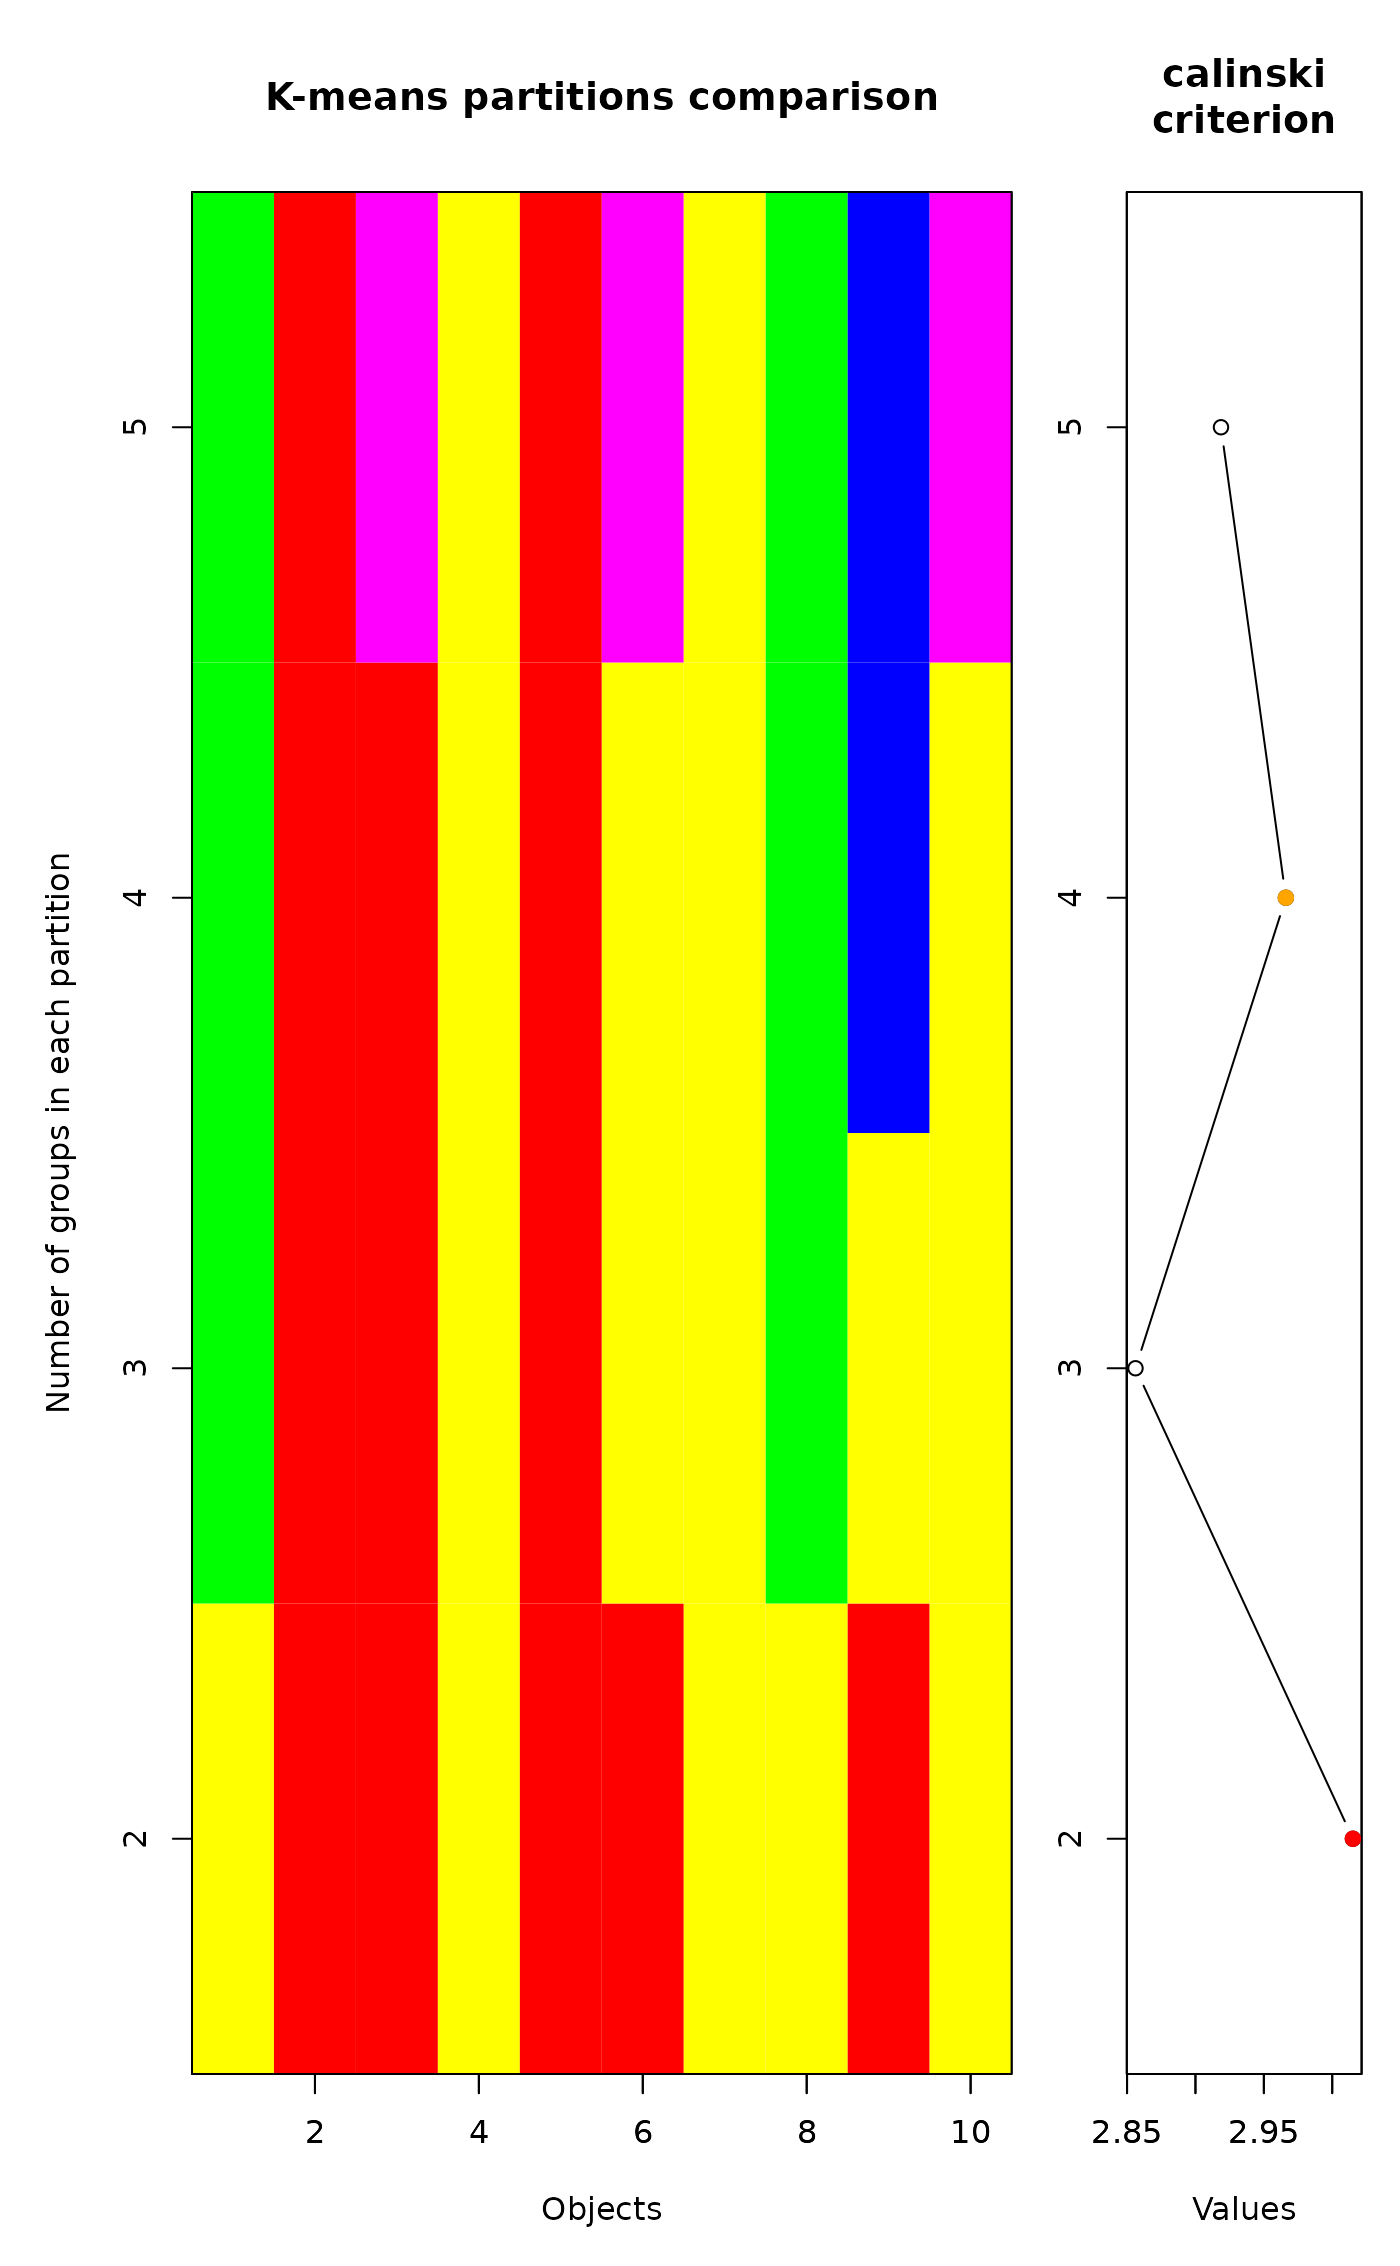 K-means partitions comparison
calinski
criterion
Number of groups in each partition
5
4
3
2
2 4 6 8 10
Objects
5
4
3
2
2.85 2.95
Values